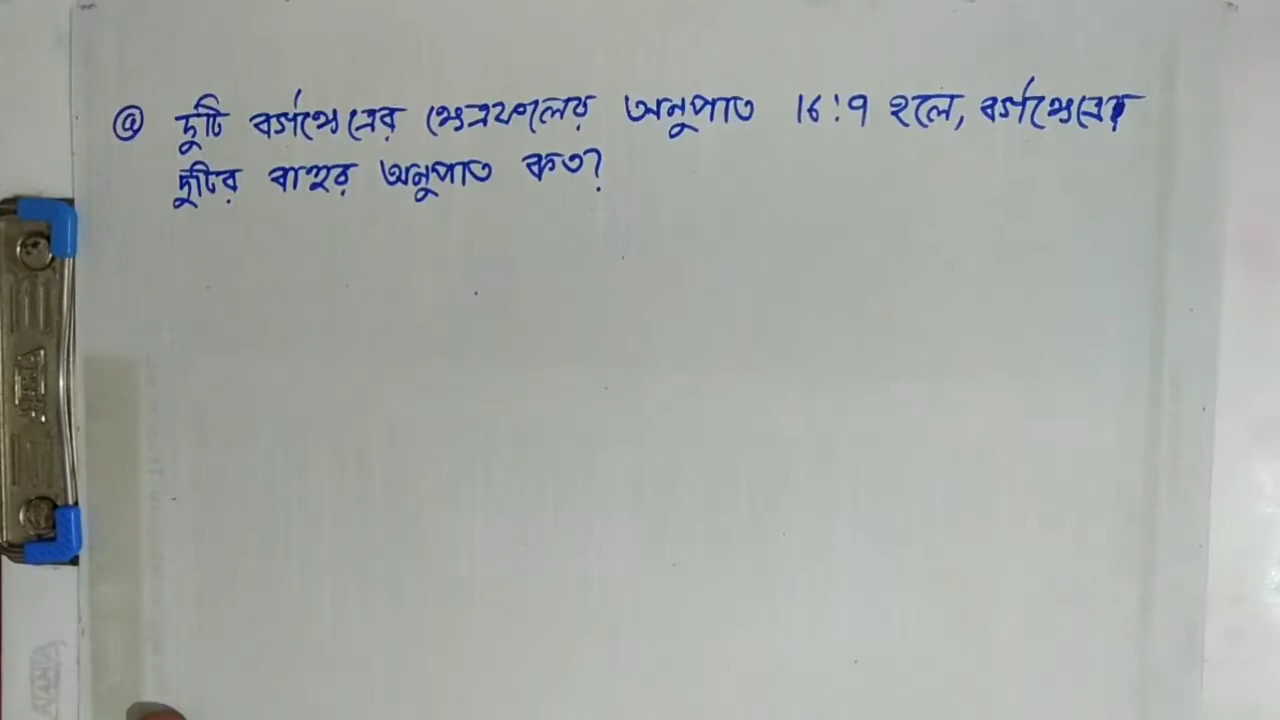 @ দুটি বর্গক্ষেত্রের ক্ষেত্রফলের অনুপাত 16:9 হলে, বর্গক্ষেত্রের
দুটির বাহুর অনুপাত কত?